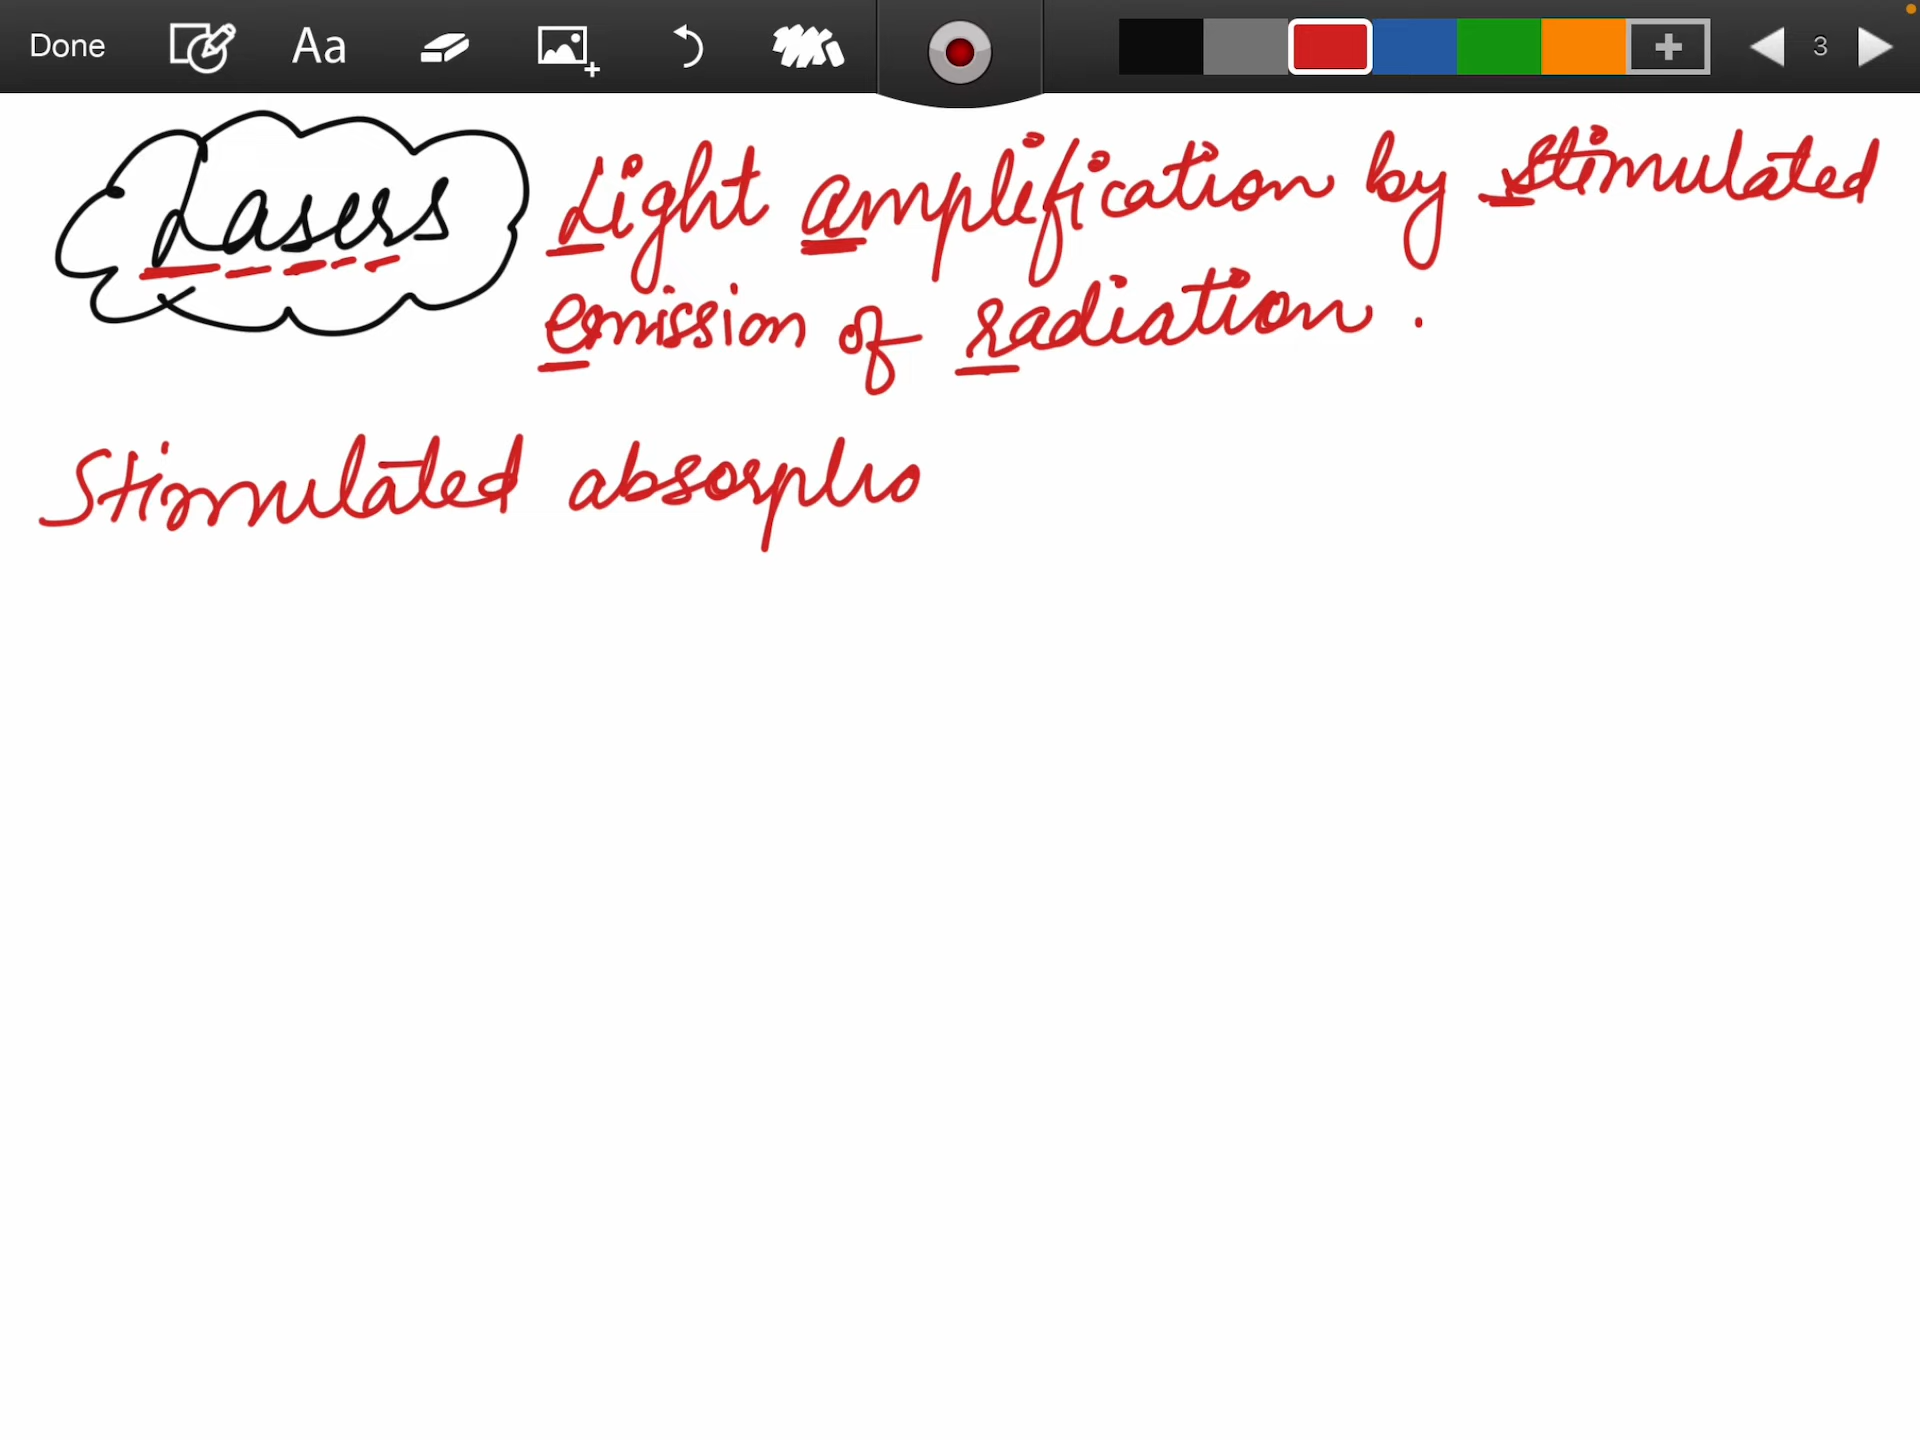 Done Aa 3
Lasers Light amplification by stimulated
emission of radiation .
Stimulated absorptio